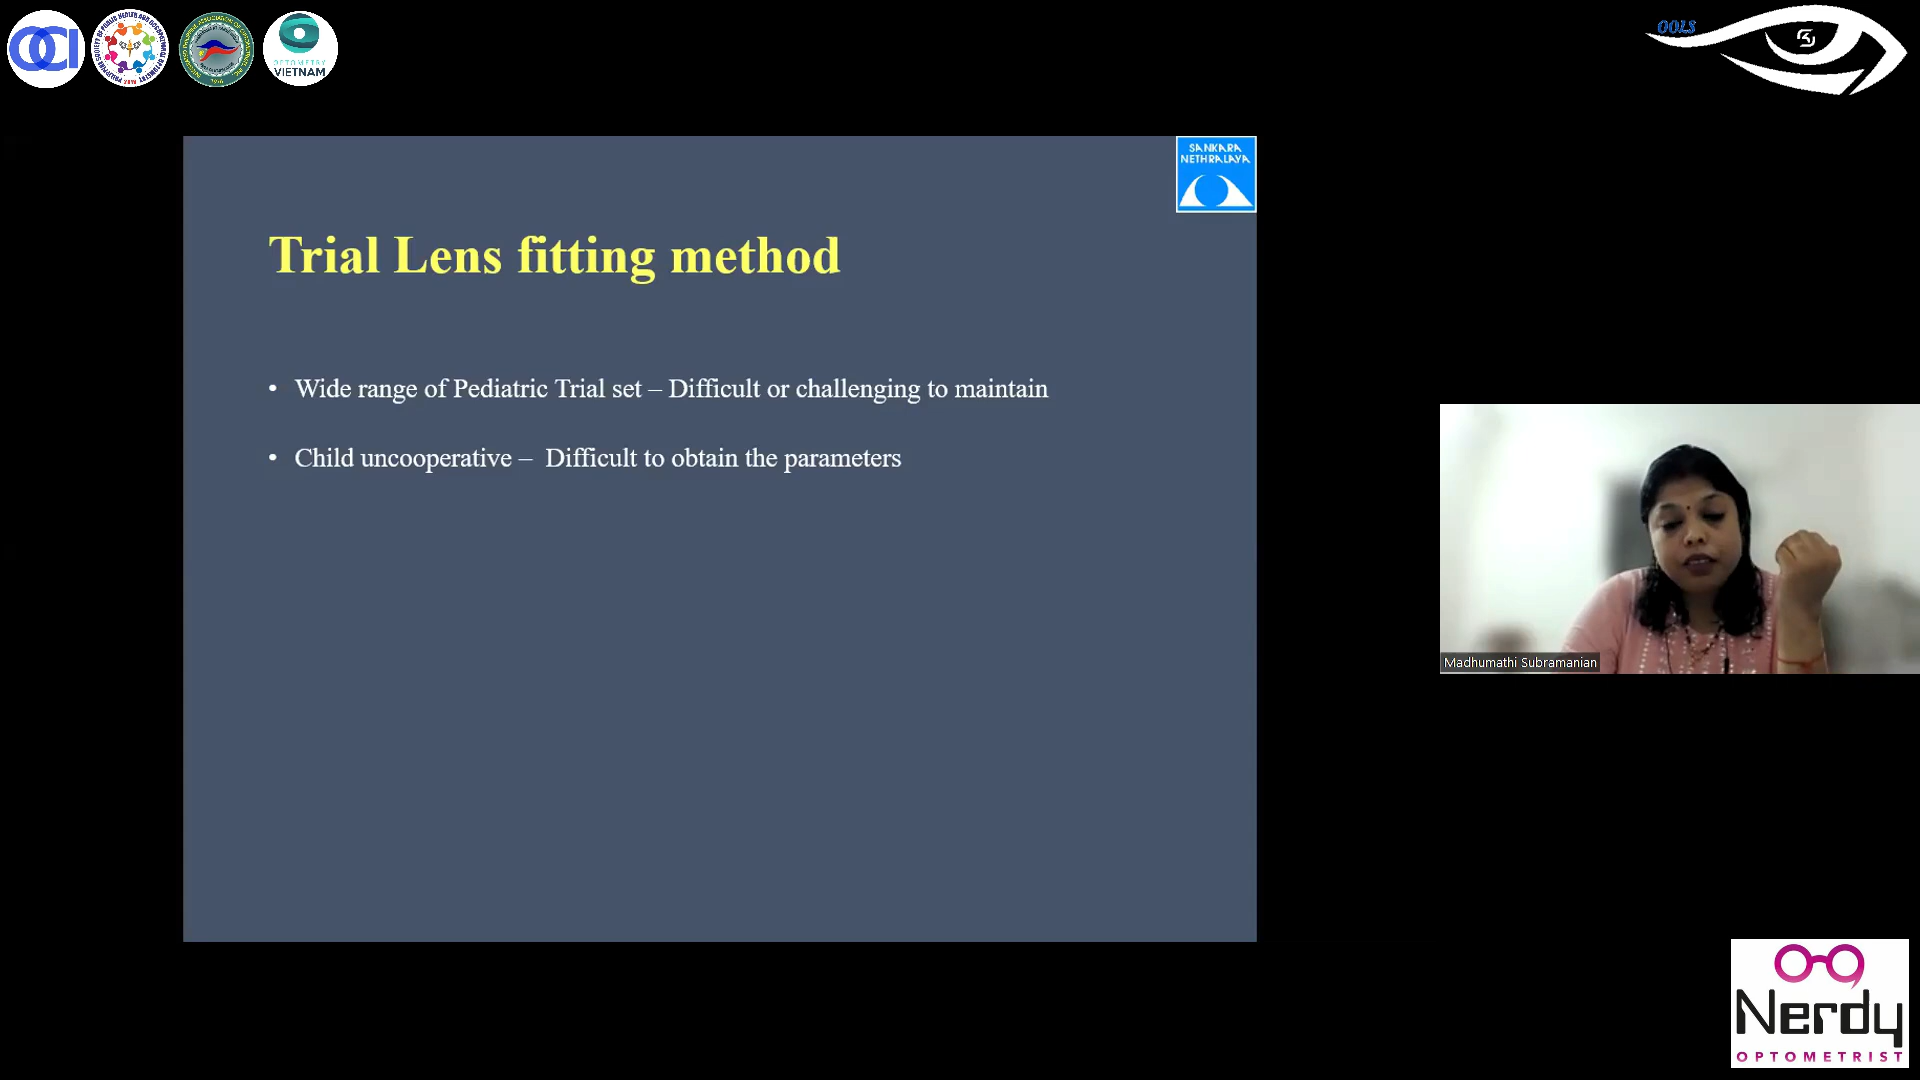 OCI
OPTOMETRY
VIETNAM
OOLS
SANKARA
NETHRALAYA
Trial Lens fitting method
• Wide range of Pediatric Trial set – Difficult or challenging to maintain
• Child uncooperative – Difficult to obtain the parameters
Madhumathi Subramanian
Nerdy
OPTOMETRIST